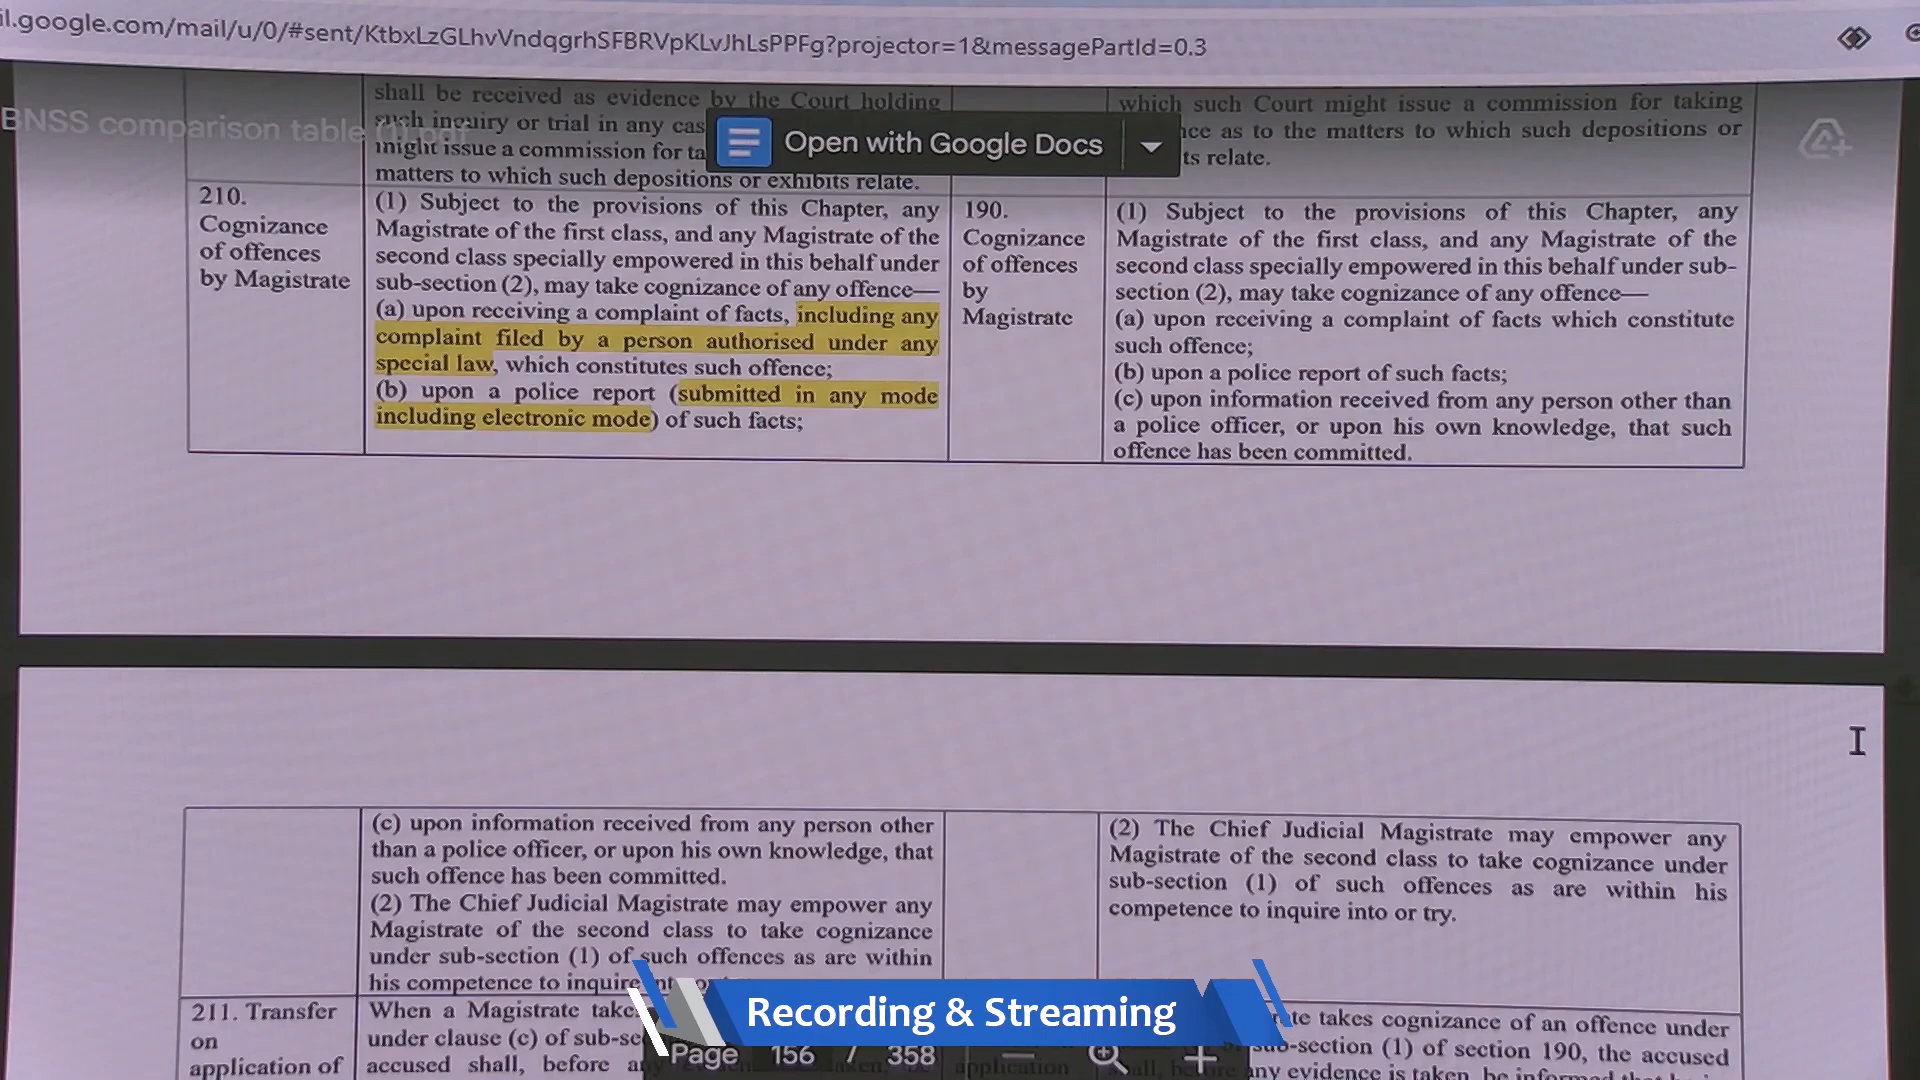 il.google.com/mail/u/0/#sent/KtbxLzGLhvVndqgrhSFBRVpKLvJhLsPPFg?projector=1&messagePartId=0.3
BNSS comparison table (1).pdf
Open with Google Docs
shall be received as evidence by the Court holding
such inquiry or trial in any cas
might issue a commission for ta
matters to which such depositions or exhibits relate.
which such Court might issue a commission for taking
nce as to the matters to which such depositions or
ts relate.
210.
Cognizance
of offences
by Magistrate
(1) Subject to the provisions of this Chapter, any
Magistrate of the first class, and any Magistrate of the
second class specially empowered in this behalf under
sub-section (2), may take cognizance of any offence—
(a) upon receiving a complaint of facts, including any
complaint filed by a person authorised under any
special law, which constitutes such offence;
(b) upon a police report (submitted in any mode
including electronic mode) of such facts;
190.
Cognizance
of offences
by
Magistrate
(1) Subject to the provisions of this Chapter, any
Magistrate of the first class, and any Magistrate of the
second class specially empowered in this behalf under sub-
section (2), may take cognizance of any offence—
(a) upon receiving a complaint of facts which constitute
such offence;
(b) upon a police report of such facts;
(c) upon information received from any person other than
a police officer, or upon his own knowledge, that such
offence has been committed.
(c) upon information received from any person other
than a police officer, or upon his own knowledge, that
such offence has been committed.
(2) The Chief Judicial Magistrate may empower any
Magistrate of the second class to take cognizance
under sub-section (1) of such offences as are within
his competence to inquire
(2) The Chief Judicial Magistrate may empower any
Magistrate of the second class to take cognizance under
sub-section (1) of such offences as are within his
competence to inquire into or try.
211. Transfer
on
application of
When a Magistrate take
under clause (c) of sub-se
accused shall, before
application
te takes cognizance of an offence under
sub-section (1) of section 190, the accused
any evidence is taken, be informed that
Recording & Streaming
Page 156 / 358